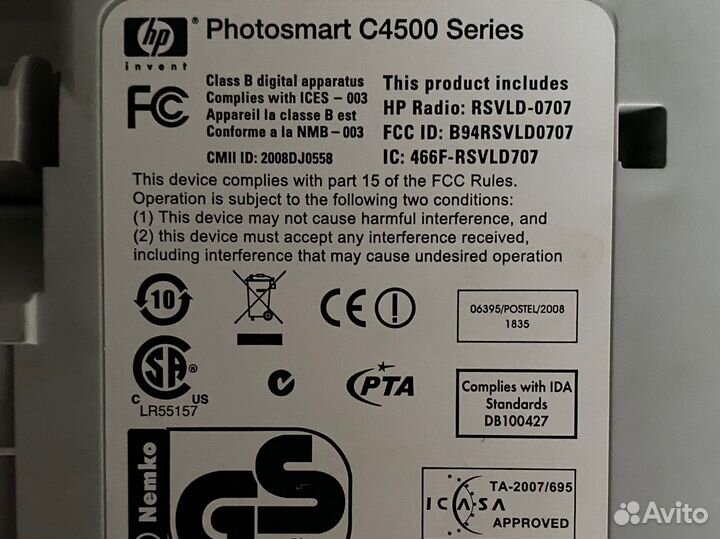 hp
invent
Photosmart C4500 Series
FC
Class B digital apparatus
Complies with ICES – 003
Appareil la classe B est
Conforme a la NMB – 003
CMII ID: 2008DJ0558
This product includes
HP Radio: RSVLD-0707
FCC ID: B94RSVLD0707
IC: 466F-RSVLD707
This device complies with part 15 of the FCC Rules.
Operation is subject to the following two conditions:
(1) This device may not cause harmful interference, and
(2) this device must accept any interference received,
including interference that may cause undesired operation
10
CE
06395/POSTEL/2008
1835
SA
C US
LR55157
PTA
Complies with IDA
Standards
DB100427
Nemko
GS
ICASA
TA-2007/695
APPROVED
Avito